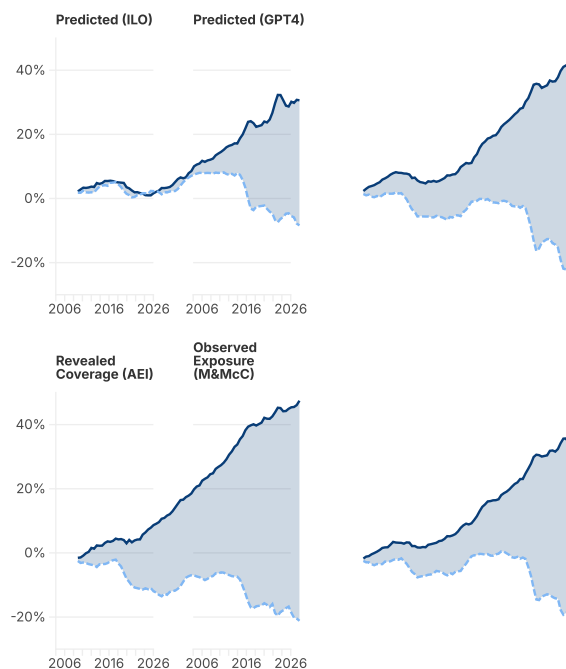 Predicted (ILO) Predicted (GPT4)
40%
20%
0%
-20%
2006 2016 2026 2006 2016 2026
Revealed
Coverage (AEI)
Observed
Exposure
(M&McC)
40%
20%
0%
-20%
2006 2016 2026 2006 2016 2026